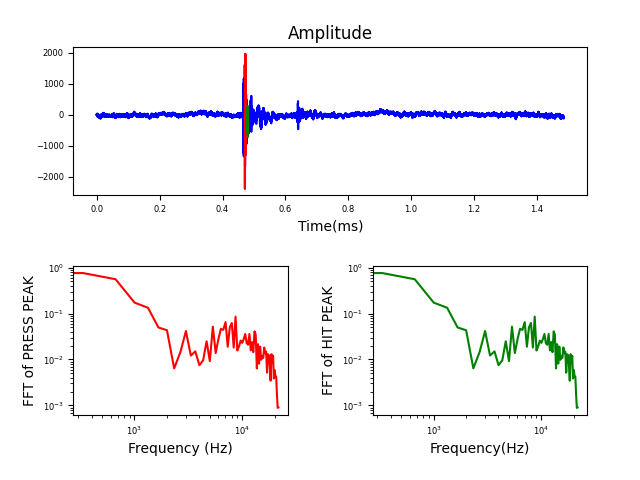 Amplitude
2000
1000
0
−1000
−2000
0.0 0.2 0.4 0.6 0.8 1.0 1.2 1.4
Time(ms)
FFT of PRESS PEAK
10⁰
10⁻¹
10⁻²
10⁻³
10³ 10⁴
Frequency (Hz)
FFT of HIT PEAK
10⁰
10⁻¹
10⁻²
10⁻³
10³ 10⁴
Frequency(Hz)